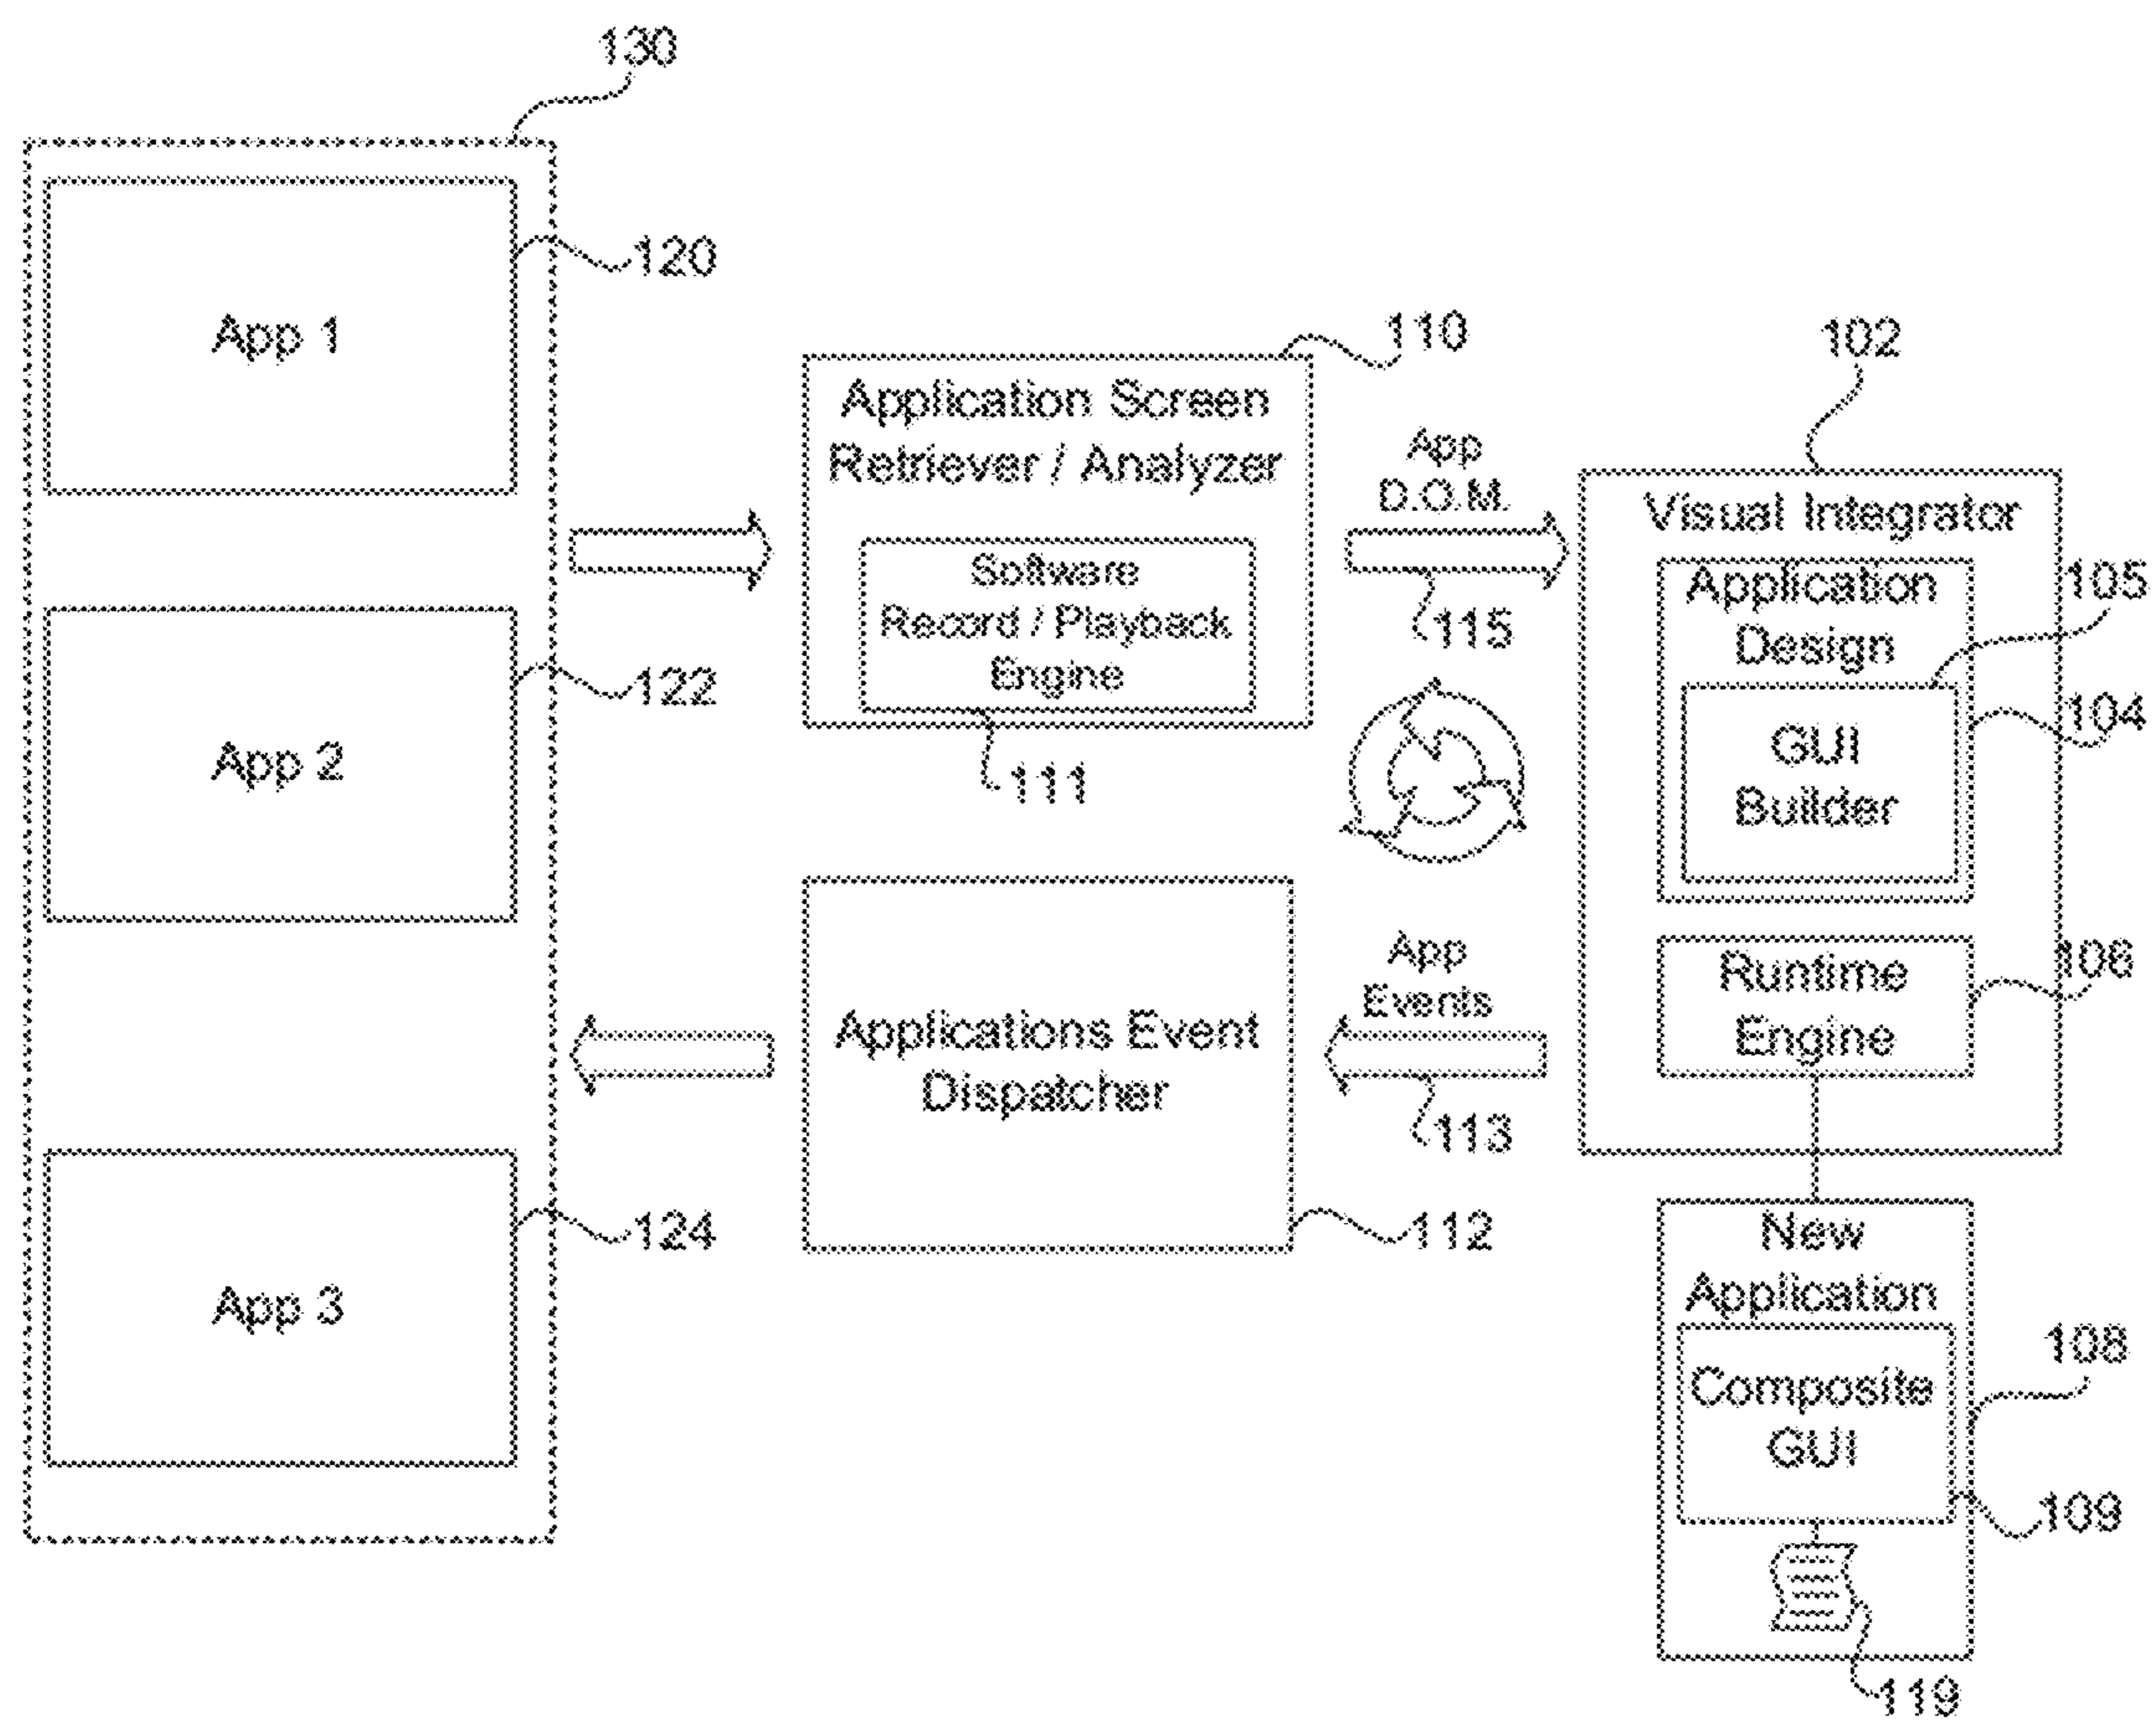 130
App 1
120
App 2
122
App 3
124
110
Application Screen
Retriever / Analyzer
Software
Record / Playback
Engine
111
App
D.O.M.
115
Applications Event
Dispatcher
112
App
Events
113
102
Visual Integrator
Application
Design
105
GUI
Builder
104
Runtime
Engine
106
New
Application
Composite
GUI
108
109
119